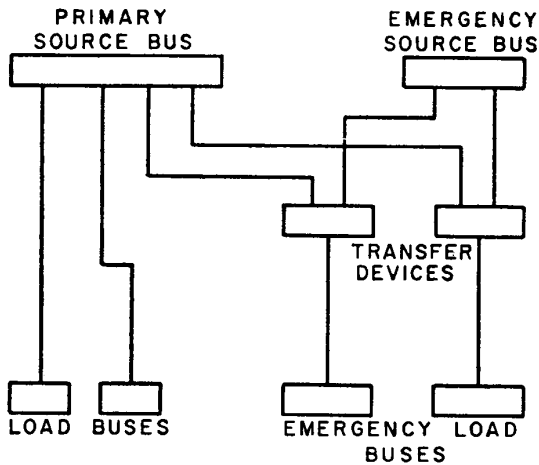 PRIMARY
SOURCE BUS
EMERGENCY
SOURCE BUS
TRANSFER
DEVICES
LOAD BUSES
EMERGENCY LOAD
BUSES